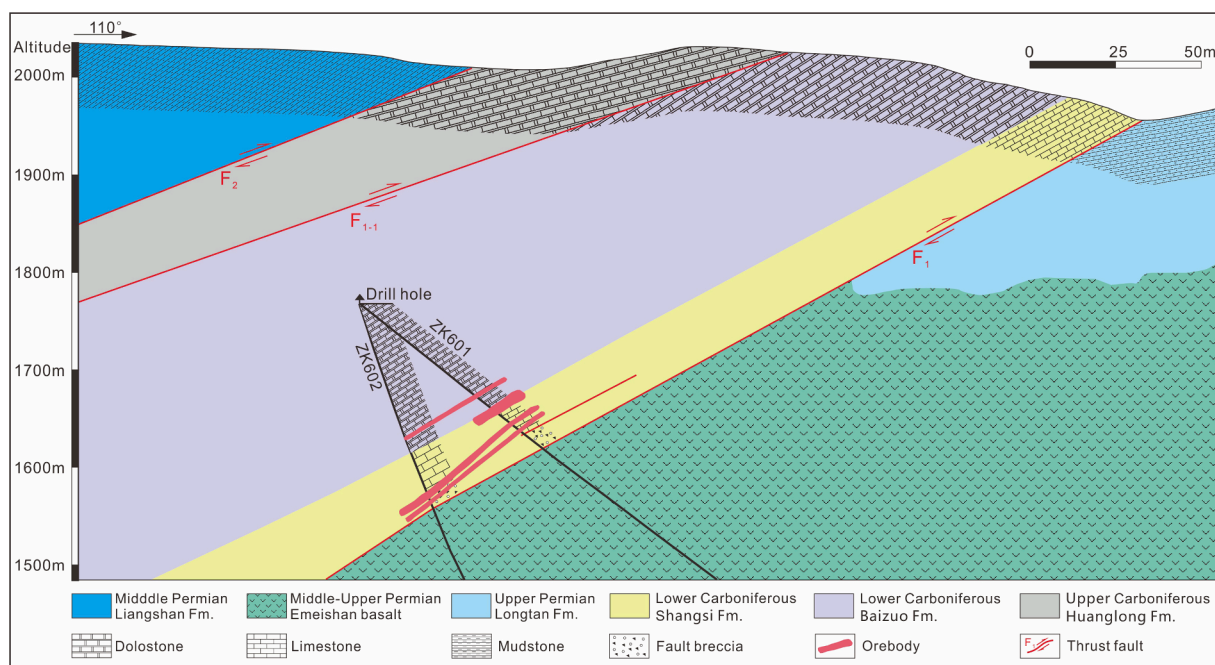 110°
Altitude
2000m
1900m
1800m
1700m
1600m
1500m
0 25 50m
F2
F1-1
F1
Drill hole
ZK601
ZK602
Midddle Permian
Liangshan Fm.
Middle-Upper Permian
Emeishan basalt
Upper Permian
Longtan Fm.
Lower Carboniferous
Shangsi Fm.
Lower Carboniferous
Baizuo Fm.
Upper Carboniferous
Huanglong Fm.
Dolostone
Limestone
Mudstone
Fault breccia
Orebody
F1
Thrust fault